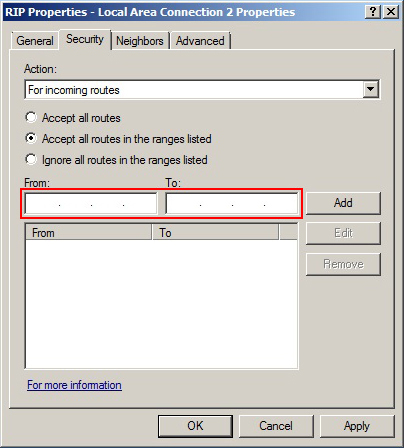 RIP Properties - Local Area Connection 2 Properties
General Security Neighbors Advanced
Action:
For incoming routes
Accept all routes
Accept all routes in the ranges listed
Ignore all routes in the ranges listed
From: To:
. . . . . .
Add
From To
Edit
Remove
For more information
OK Cancel Apply